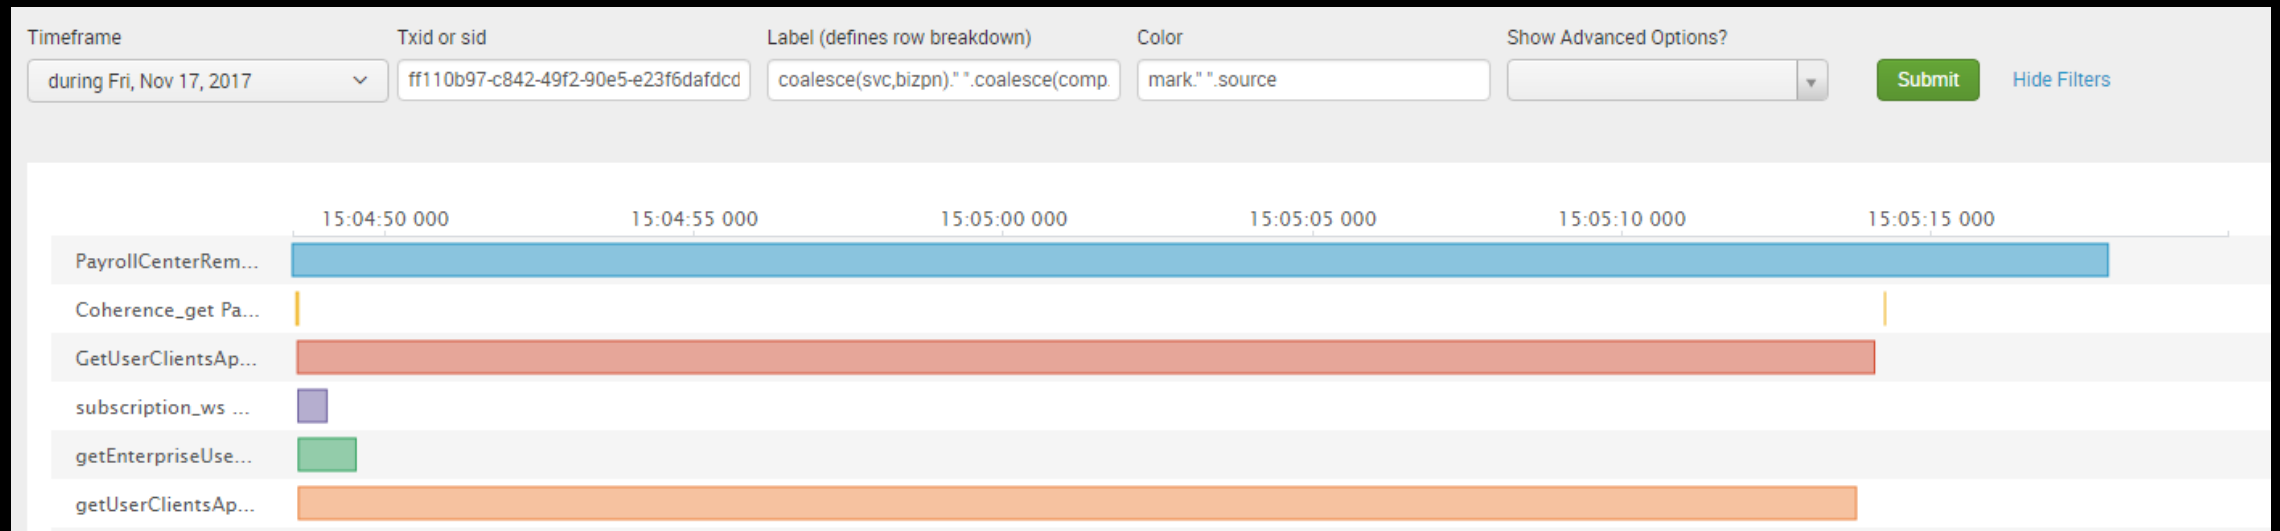 Timeframe
Txid or sid
Label (defines row breakdown)
Color
Show Advanced Options?
during Fri, Nov 17, 2017
ff110b97-c842-49f2-90e5-e23f6dafdcd
coalesce(svc,bizpn)." ".coalesce(comp.
mark." ".source
Submit
Hide Filters
15:04:50 000
15:04:55 000
15:05:00 000
15:05:05 000
15:05:10 000
15:05:15 000
PayrollCenterRem...
Coherence_get Pa...
GetUserClientsAp...
subscription_ws ...
getEnterpriseUse...
getUserClientsAp...